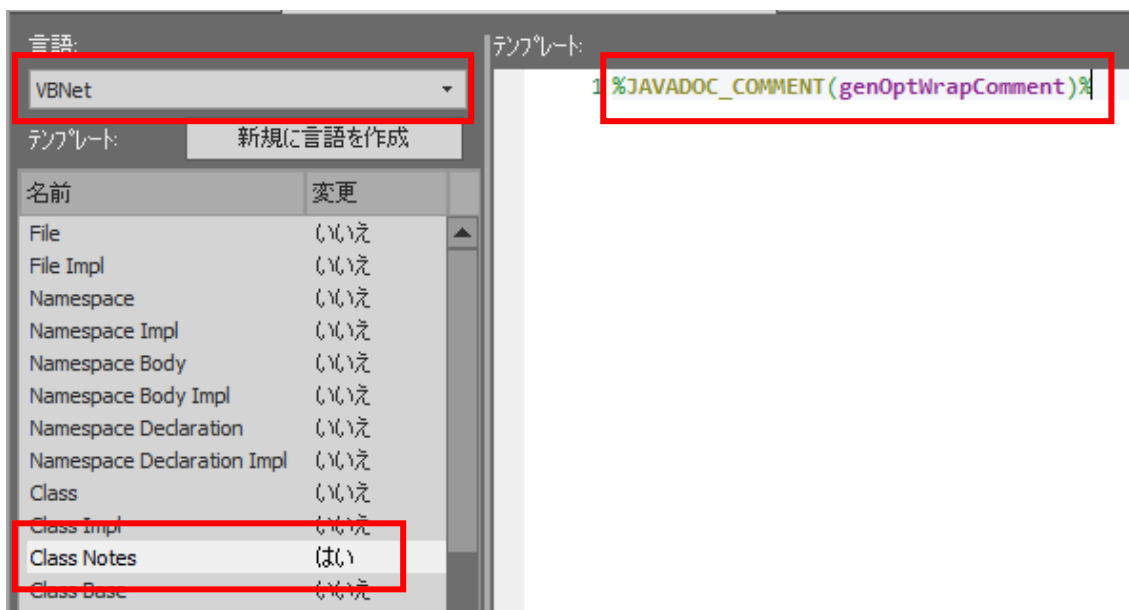 言語:
VBNet
テンプレート:
新規に言語を作成
名前 変更
File いいえ
File Impl いいえ
Namespace いいえ
Namespace Impl いいえ
Namespace Body いいえ
Namespace Body Impl いいえ
Namespace Declaration いいえ
Namespace Declaration Impl いいえ
Class いいえ
Class Impl いいえ
Class Notes はい
Class Base いいえ
テンプレート:
1 %JAVADOC_COMMENT(genOptWrapComment)%